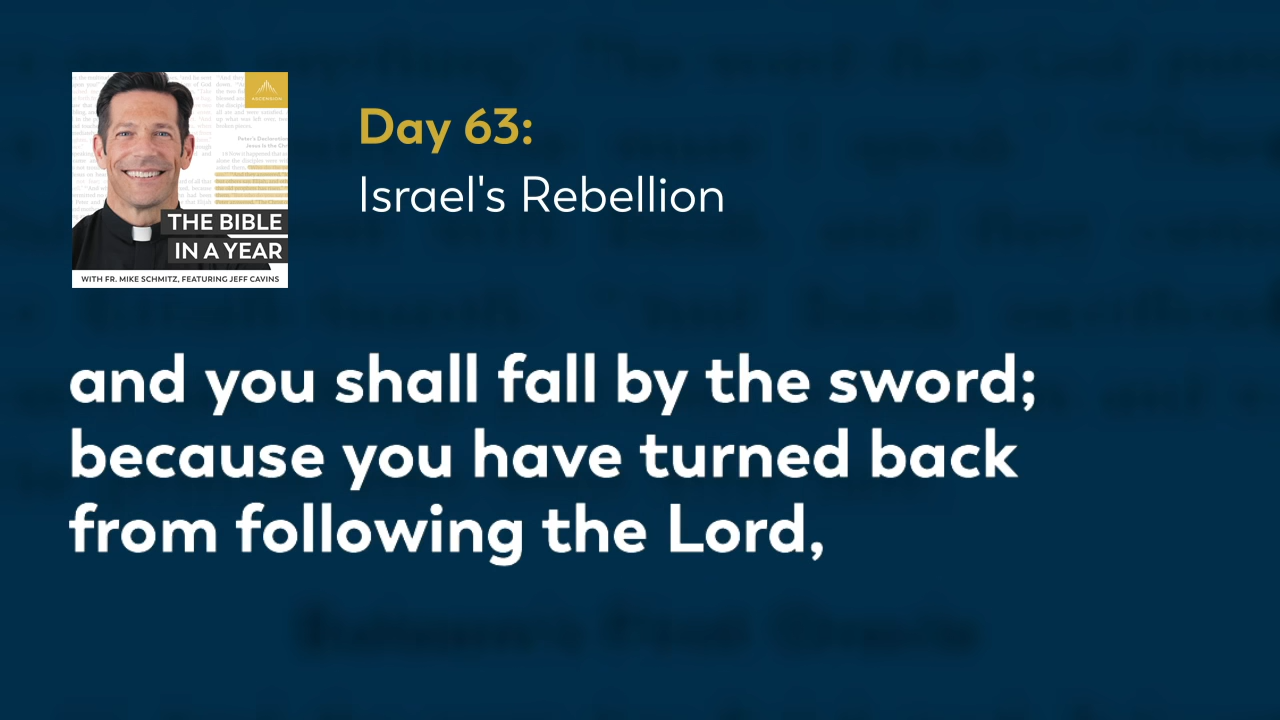 ASCENSION
THE BIBLE
IN A YEAR
WITH FR. MIKE SCHMITZ, FEATURING JEFF CAVINS
Day 63:
Israel's Rebellion
and you shall fall by the sword;
because you have turned back
from following the Lord,